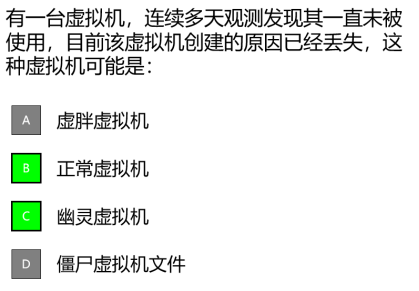 有一台虚拟机，连续多天观测发现其一直未被
使用，目前该虚拟机创建的原因已经丢失，这
种虚拟机可能是：
A 虚胖虚拟机
B 正常虚拟机
C 幽灵虚拟机
D 僵尸虚拟机文件